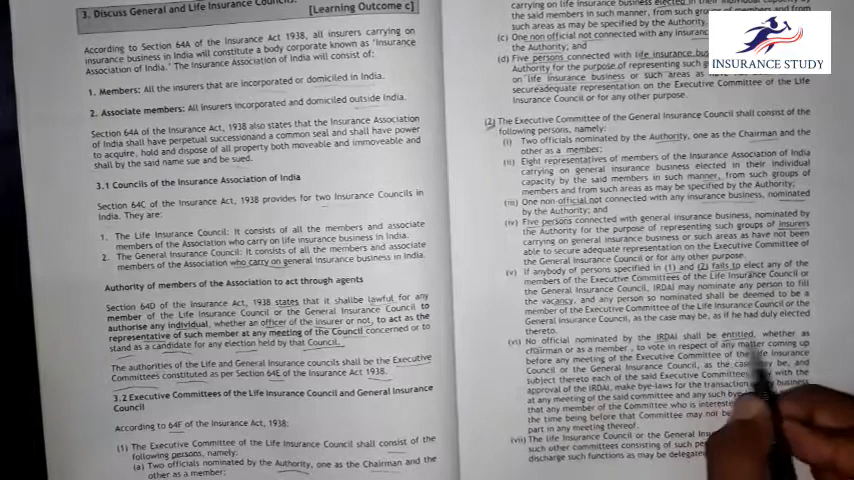 3. Discuss General and Life Insurance Councils.
[Learning Outcome c]
According to Section 64A of the Insurance Act 1938, all insurers carrying on
insurance business in India will constitute a body corporate known as "Insurance
Association of India.' The Insurance Association of India will consist of:
1. Members: All the insurers that are incorporated or domiciled in India.
2. Associate members: All insurers incorporated and domiciled outside India.
Section 64A of the Insurance Act, 1938 also states that the Insurance Association
of India shall have perpetual successionand a common seal and shall have power
to acquire, hold and dispose of all property both moveable and immoveable and
shall by the said name sue and be sued.
3.1 Councils of the Insurance Association of India
Section 64C of the Insurance Act, 1938 provides for two Insurance Councils in
India. They are:
1. The Life Insurance Council: It consists of all the members and associate
members of the Association who carry on life insurance business in India.
2. The General Insurance Council: It consists of all the members and associate
members of the Association who carry on general insurance business in India.
Authority of members of the Association to act through agents
Section 64D of the Insurance Act, 1938 states that it shallbe lawful for any
member of the Life Insurance Council or the General Insurance Council to
authorise any individual, whether an officer of the insurer or not, to act as the
representative of such member at any meeting of the Council concerned or to
stand as a candidate for any election held by that Council.
The authorities of the Life and General Insurance councils shall be the Executive
Committees constituted as per Section 64E of the Insurance Act 1938.
3.2 Executive Committees of the Life Insurance Council and General Insurance
Council
According to 64F of the Insurance Act, 1938:
(1) The Executive Committee of the Life Insurance Council shall consist of the
following persons, namely:
(a) Two officials nominated by the Authority, one as the Chairman and the
other as a member;
carrying on life insurance business elected in their
the said members in such manner, from such groups of members and from
such areas as may be specified by the Authority.
(c) One non official not connected with any insurance
the Authority; and
(d) Five persons connected with life insurance
Authority for the purpose of representing such
on life insurance business or such areas as have
secureadequate representation on the Executive Committee of the Life
Insurance Council or for any other purpose.
INSURANCE STUDY
(2) The Executive Committee of the General Insurance Council shall consist of the
following persons, namely:
(i) Two officials nominated by the Authority, one as the Chairman and the
other as a member;
(ii) Eight representatives of members of the Insurance Association of India
carrying on general insurance business elected in their individual
capacity by the said members in such manner, from such groups of
members and from such areas as may be specified by the Authority;
(iii) One non-official not connected with any insurance business, nominated
by the Authority; and
(iv) Five persons connected with general insurance business, nominated by
the Authority for the purpose of representing such groups of insurers
carrying on general insurance business or such areas as have not been
able to secure adequate representation on the Executive Committee of
the General Insurance Council or for any other purpose.
(v) If anybody of persons specified in (1) and (2) fails to elect any of the
members of the Executive Committees of the Life Insurance Council or
the General Insurance Council, IRDAI may nominate any person to fill
the vacancy, and any person so nominated shall be deemed to be a
member of the Executive Committee of the Life Insurance Council or the
General Insurance Council, as the case may be, as if he had duly elected
thereto.
(vi) No official nominated by the IRDAI shall be entitled, whether as
chairman or as a member, to vote in respect of any matter coming up
before any meeting of the Executive Committee of the Life Insurance
Council or the General Insurance Council, as the case may be, and
subject thereto each of the said Executive Committees may with the
approval of the IRDAI, make bye-laws for the transaction of any business
at any meeting of the said committee and any such bye
that any member of the Committee who is interested
the time being before that Committee may not
part in any meeting thereof.
(vii) The life Insurance Council or the General
such other committees consisting of such
discharge such functions as may be delegated